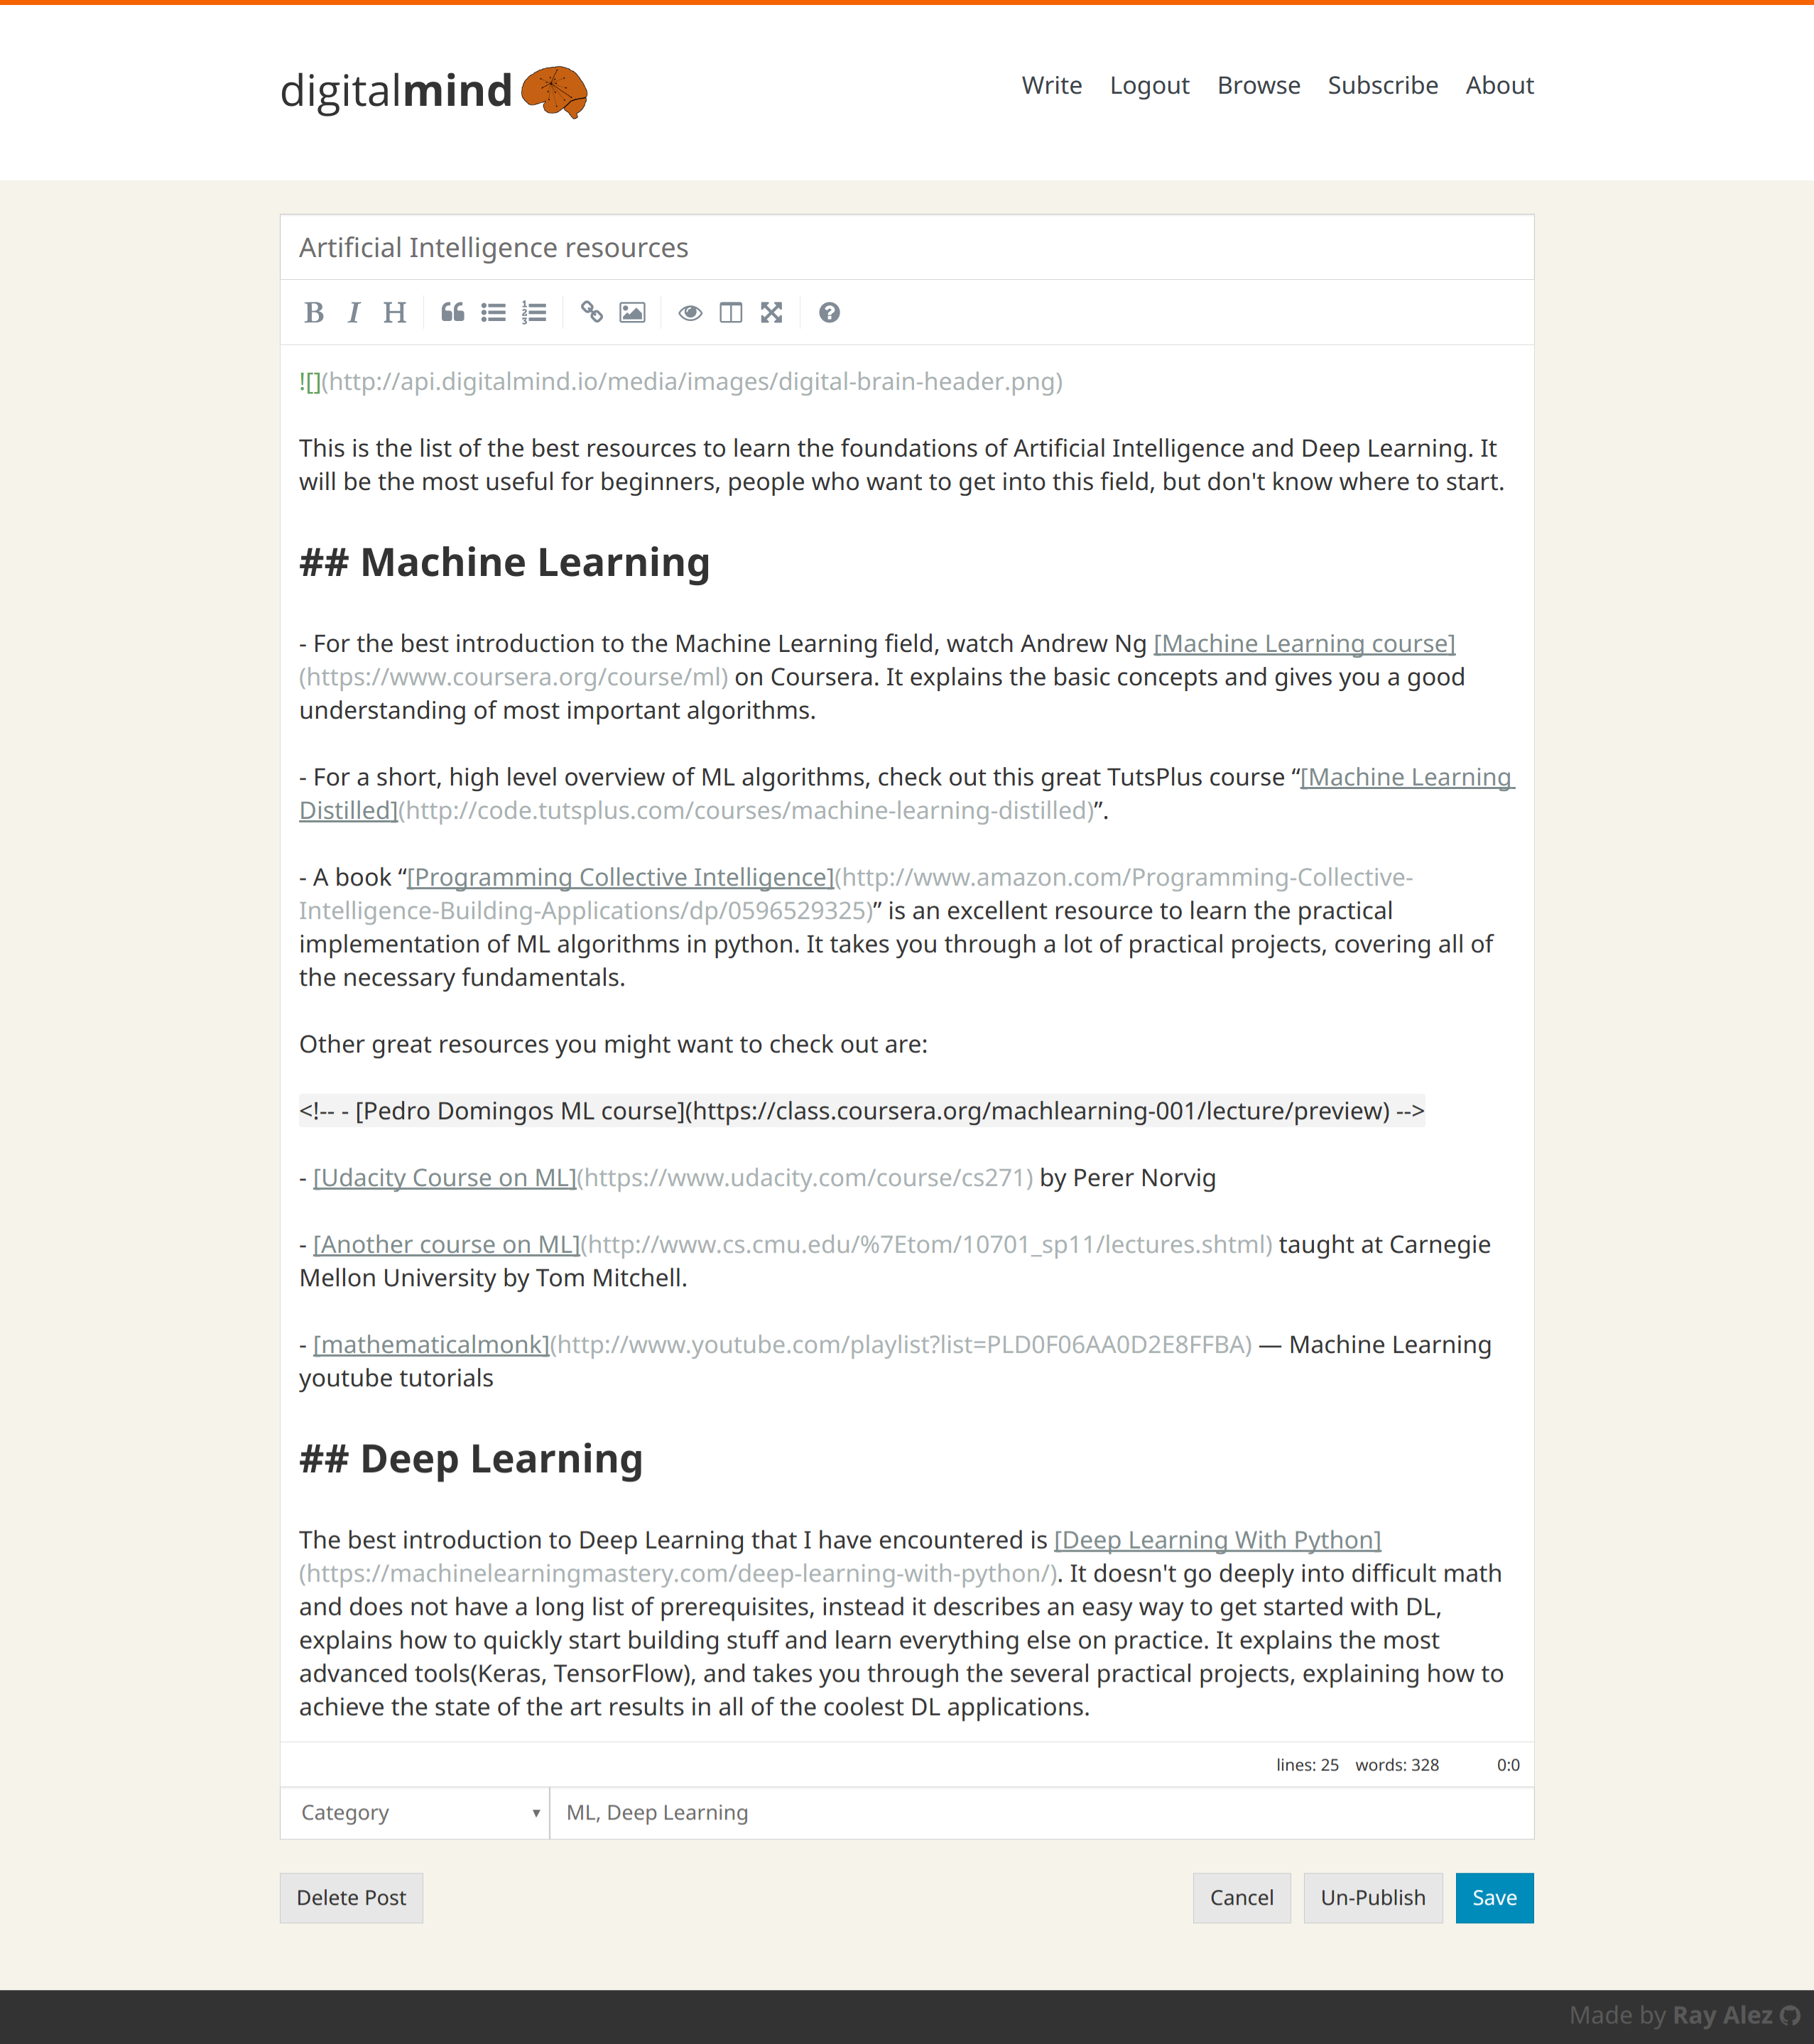 digitalmind
Write Logout Browse Subscribe About
Artificial Intelligence resources
B I H
![](http://api.digitalmind.io/media/images/digital-brain-header.png)
This is the list of the best resources to learn the foundations of Artificial Intelligence and Deep Learning. It
will be the most useful for beginners, people who want to get into this field, but don't know where to start.
## Machine Learning
- For the best introduction to the Machine Learning field, watch Andrew Ng [Machine Learning course]
(https://www.coursera.org/course/ml) on Coursera. It explains the basic concepts and gives you a good
understanding of most important algorithms.
- For a short, high level overview of ML algorithms, check out this great TutsPlus course “[Machine Learning
Distilled](http://code.tutsplus.com/courses/machine-learning-distilled)”.
- A book “[Programming Collective Intelligence](http://www.amazon.com/Programming-Collective-
Intelligence-Building-Applications/dp/0596529325)” is an excellent resource to learn the practical
implementation of ML algorithms in python. It takes you through a lot of practical projects, covering all of
the necessary fundamentals.
Other great resources you might want to check out are:
<!-- - [Pedro Domingos ML course](https://class.coursera.org/machlearning-001/lecture/preview) -->
- [Udacity Course on ML](https://www.udacity.com/course/cs271) by Perer Norvig
- [Another course on ML](http://www.cs.cmu.edu/%7Etom/10701_sp11/lectures.shtml) taught at Carnegie
Mellon University by Tom Mitchell.
- [mathematicalmonk](http://www.youtube.com/playlist?list=PLD0F06AA0D2E8FFBA) — Machine Learning
youtube tutorials
## Deep Learning
The best introduction to Deep Learning that I have encountered is [Deep Learning With Python]
(https://machinelearningmastery.com/deep-learning-with-python/). It doesn't go deeply into difficult math
and does not have a long list of prerequisites, instead it describes an easy way to get started with DL,
explains how to quickly start building stuff and learn everything else on practice. It explains the most
advanced tools(Keras, TensorFlow), and takes you through the several practical projects, explaining how to
achieve the state of the art results in all of the coolest DL applications.
lines: 25 words: 328 0:0
Category ML, Deep Learning
Delete Post Cancel Un-Publish Save
Made by Ray Alez